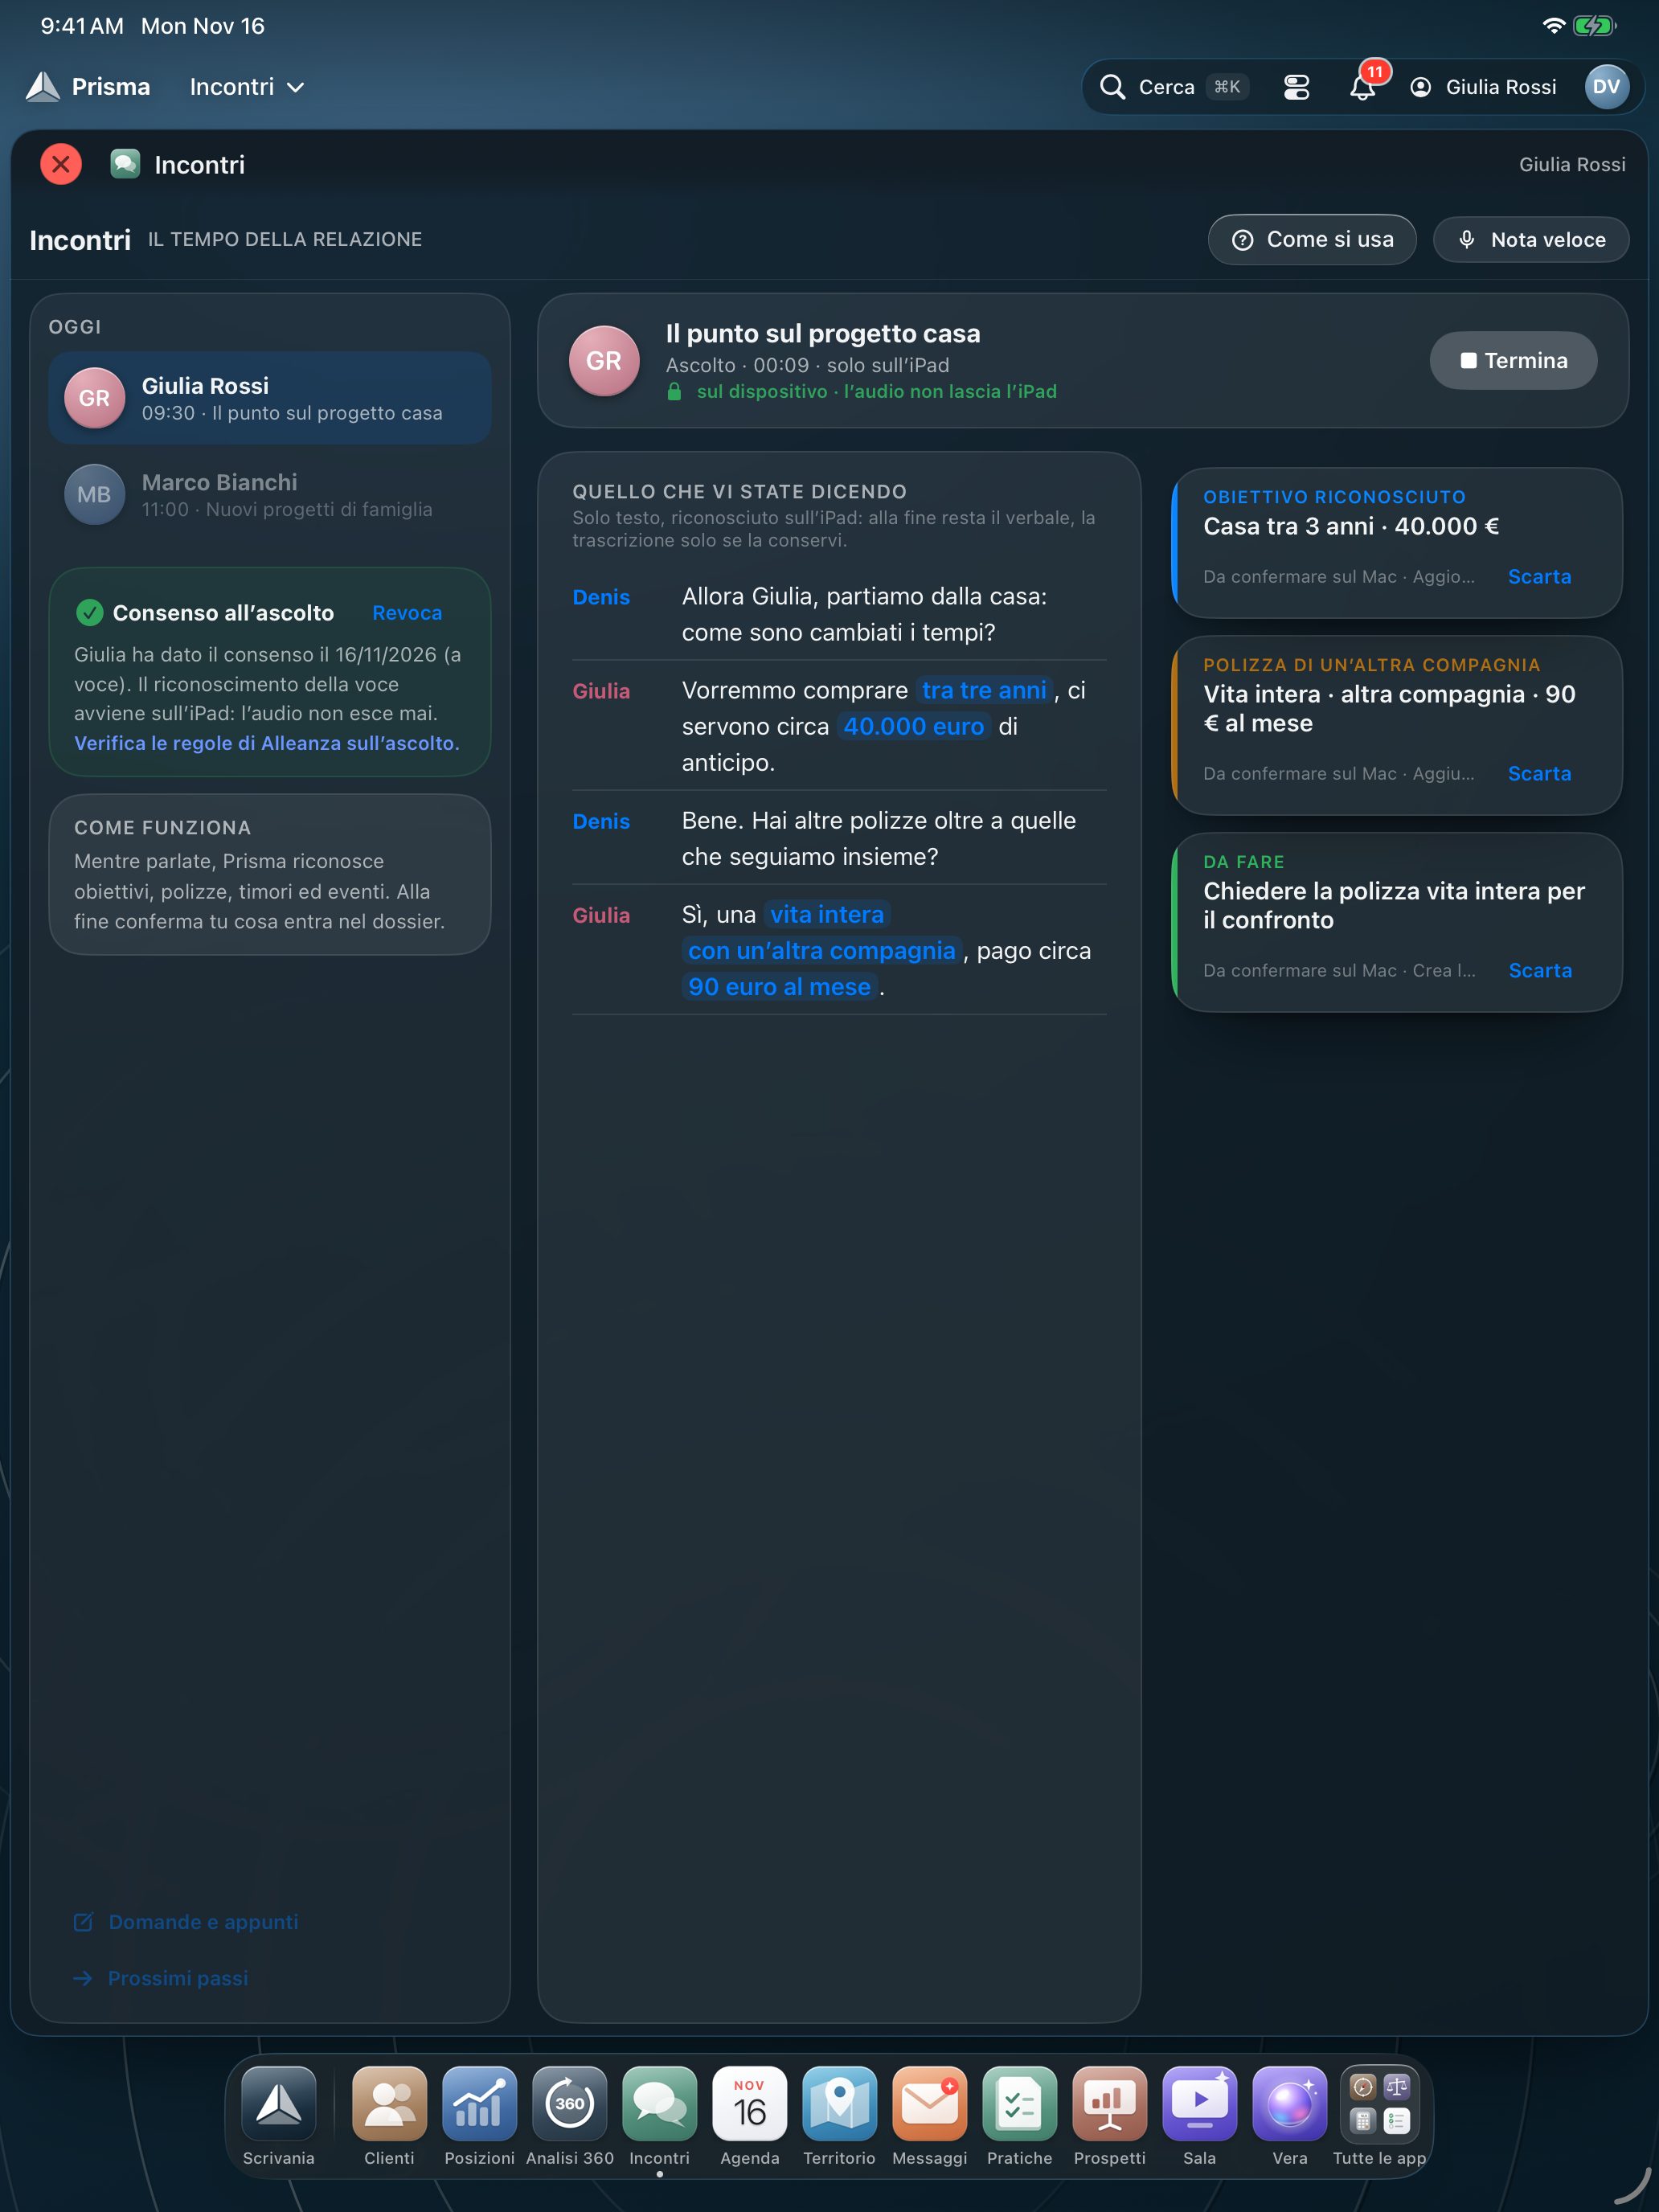 9:41 AM Mon Nov 16
Prisma
Incontri
Cerca ⌘K
11
Giulia Rossi
DV
Incontri
Giulia Rossi
Incontri IL TEMPO DELLA RELAZIONE
Come si usa
Nota veloce
OGGI
GR
Giulia Rossi
09:30 · Il punto sul progetto casa
MB
Marco Bianchi
11:00 · Nuovi progetti di famiglia
Consenso all’ascolto
Revoca
Giulia ha dato il consenso il 16/11/2026 (a
voce). Il riconoscimento della voce
avviene sull’iPad: l’audio non esce mai.
Verifica le regole di Alleanza sull’ascolto.
COME FUNZIONA
Mentre parlate, Prisma riconosce
obiettivi, polizze, timori ed eventi. Alla
fine conferma tu cosa entra nel dossier.
Domande e appunti
Prossimi passi
GR
Il punto sul progetto casa
Ascolto · 00:09 · solo sull’iPad
sul dispositivo · l’audio non lascia l’iPad
Termina
QUELLO CHE VI STATE DICENDO
Solo testo, riconosciuto sull’iPad: alla fine resta il verbale, la
trascrizione solo se la conservi.
Denis
Allora Giulia, partiamo dalla casa:
come sono cambiati i tempi?
Giulia
Vorremmo comprare tra tre anni, ci
servono circa 40.000 euro di
anticipo.
Denis
Bene. Hai altre polizze oltre a quelle
che seguiamo insieme?
Giulia
Sì, una vita intera
con un’altra compagnia, pago circa
90 euro al mese.
OBIETTIVO RICONOSCIUTO
Casa tra 3 anni · 40.000 €
Da confermare sul Mac · Aggio...
Scarta
POLIZZA DI UN’ALTRA COMPAGNIA
Vita intera · altra compagnia · 90
€ al mese
Da confermare sul Mac · Aggiu...
Scarta
DA FARE
Chiedere la polizza vita intera per
il confronto
Da confermare sul Mac · Crea l...
Scarta
360
NOV
16
Scrivania
Clienti
Posizioni
Analisi 360
Incontri
Agenda
Territorio
Messaggi
Pratiche
Prospetti
Sala
Vera
Tutte le app